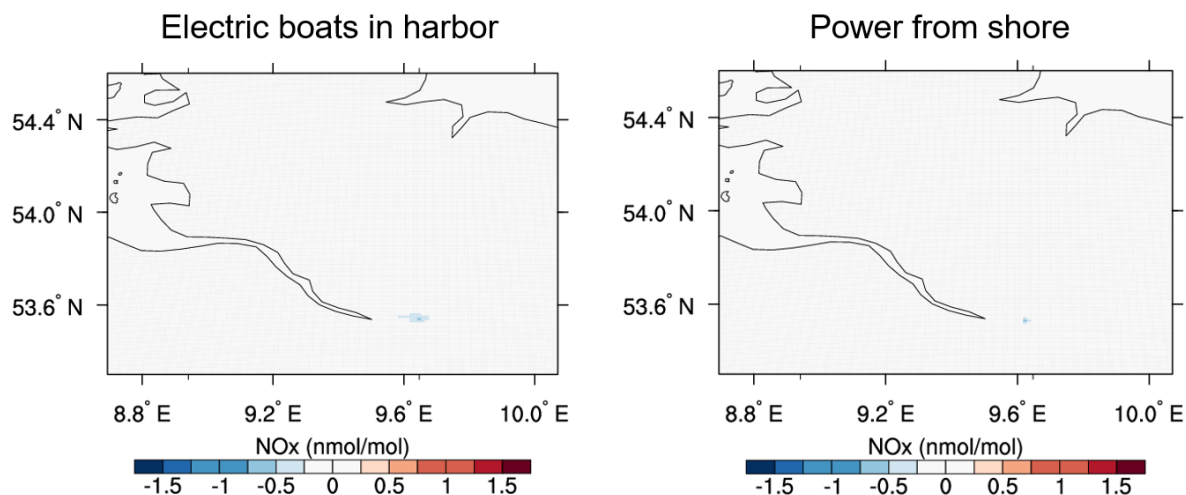 Electric boats in harbor
54.4° N
54.0° N
53.6° N
8.8° E 9.2° E 9.6° E 10.0° E
NOx (nmol/mol)
-1.5 -1 -0.5 0 0.5 1 1.5
Power from shore
54.4° N
54.0° N
53.6° N
8.8° E 9.2° E 9.6° E 10.0° E
NOx (nmol/mol)
-1.5 -1 -0.5 0 0.5 1 1.5